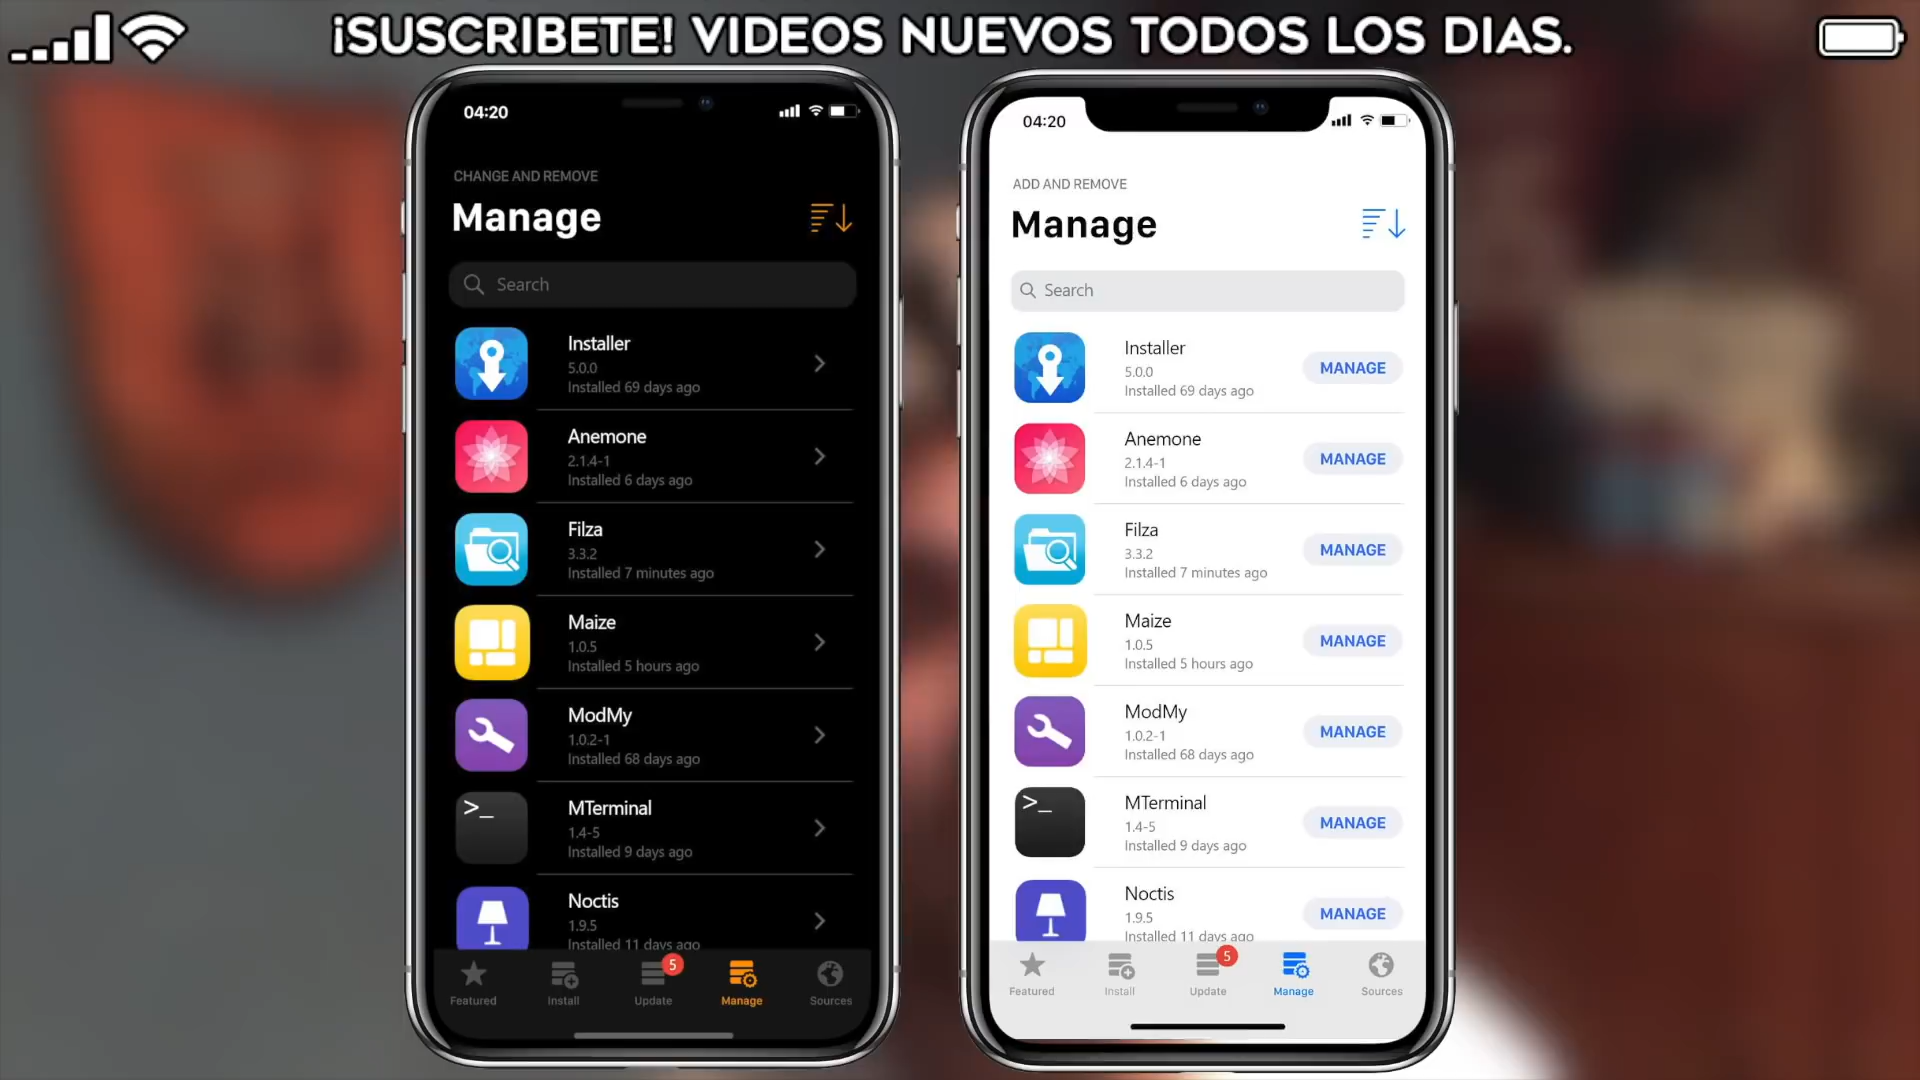 ¡SUSCRIBETE! VIDEOS NUEVOS TODOS LOS DIAS.
04:20
CHANGE AND REMOVE
Manage
Search
Installer
5.0.0
Installed 69 days ago
Anemone
2.1.4-1
Installed 6 days ago
Filza
3.3.2
Installed 7 minutes ago
Maize
1.0.5
Installed 5 hours ago
ModMy
1.0.2-1
Installed 68 days ago
>_
MTerminal
1.4-5
Installed 9 days ago
Noctis
1.9.5
Installed 11 days ago
5
Featured Install Update Manage Sources
04:20
ADD AND REMOVE
Manage
Search
Installer
5.0.0
Installed 69 days ago
MANAGE
Anemone
2.1.4-1
Installed 6 days ago
MANAGE
Filza
3.3.2
Installed 7 minutes ago
MANAGE
Maize
1.0.5
Installed 5 hours ago
MANAGE
ModMy
1.0.2-1
Installed 68 days ago
MANAGE
>_
MTerminal
1.4-5
Installed 9 days ago
MANAGE
Noctis
1.9.5
Installed 11 days ago
MANAGE
5
Featured Install Update Manage Sources